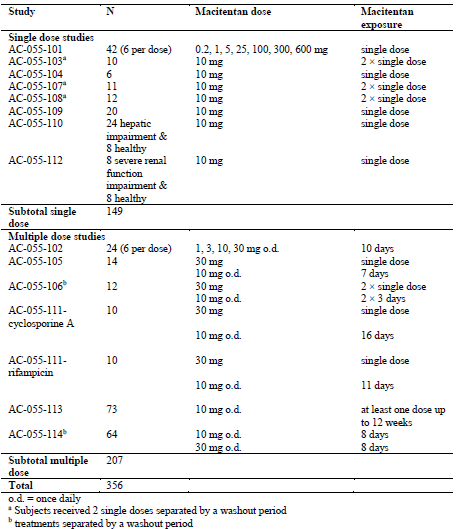 Study N Macitentan dose Macitentan
exposure
Single dose studies
AC-055-101 42 (6 per dose) 0.2, 1, 5, 25, 100, 300, 600 mg single dose
AC-055-103a 10 10 mg 2 × single dose
AC-055-104 6 10 mg single dose
AC-055-107a 11 10 mg 2 × single dose
AC-055-108a 12 10 mg 2 × single dose
AC-055-109 20 10 mg single dose
AC-055-110 24 hepatic 10 mg single dose
impairment &
8 healthy
AC-055-112 8 severe renal 10 mg single dose
function
impairment &
8 healthy
Subtotal single 149
dose
Multiple dose studies
AC-055-102 24 (6 per dose) 1, 3, 10, 30 mg o.d. 10 days
AC-055-105 14 30 mg single dose
10 mg o.d. 7 days
AC-055-106b 12 30 mg 2 × single dose
10 mg o.d. 2 × 3 days
AC-055-111- 10 30 mg single dose
cyclosporine A
10 mg o.d. 16 days
AC-055-111- 10 30 mg single dose
rifampicin
10 mg o.d. 11 days
AC-055-113 73 10 mg o.d. at least one dose up
to 12 weeks
AC-055-114b 64 10 mg o.d. 8 days
30 mg o.d. 8 days
Subtotal multiple 207
dose
Total 356
o.d. = once daily
a Subjects received 2 single doses separated by a washout period
b treatments separated by a washout period